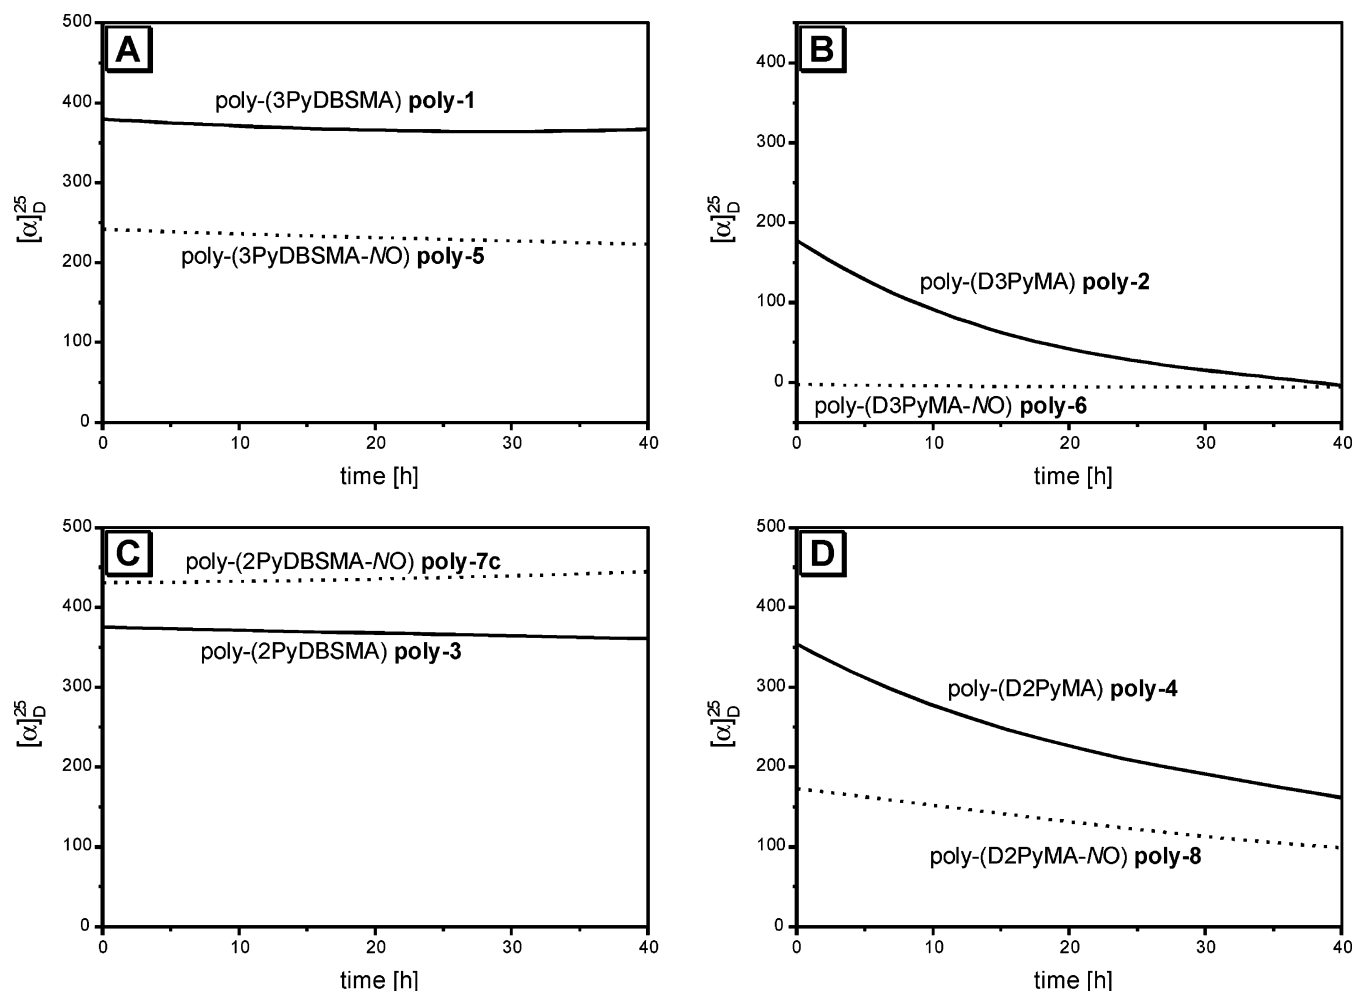 A
500
400
300
200
100
0
[α]25D
poly-(3PyDBSMA) poly-1
poly-(3PyDBSMA-NO) poly-5
0 10 20 30 40
time [h]
B
400
300
200
100
0
[α]25D
poly-(D3PyMA) poly-2
poly-(D3PyMA-NO) poly-6
0 10 20 30 40
time [h]
C
500
400
300
200
100
0
[α]25D
poly-(2PyDBSMA-NO) poly-7c
poly-(2PyDBSMA) poly-3
0 10 20 30 40
time [h]
D
500
400
300
200
100
0
[α]25D
poly-(D2PyMA) poly-4
poly-(D2PyMA-NO) poly-8
0 10 20 30 40
time [h]